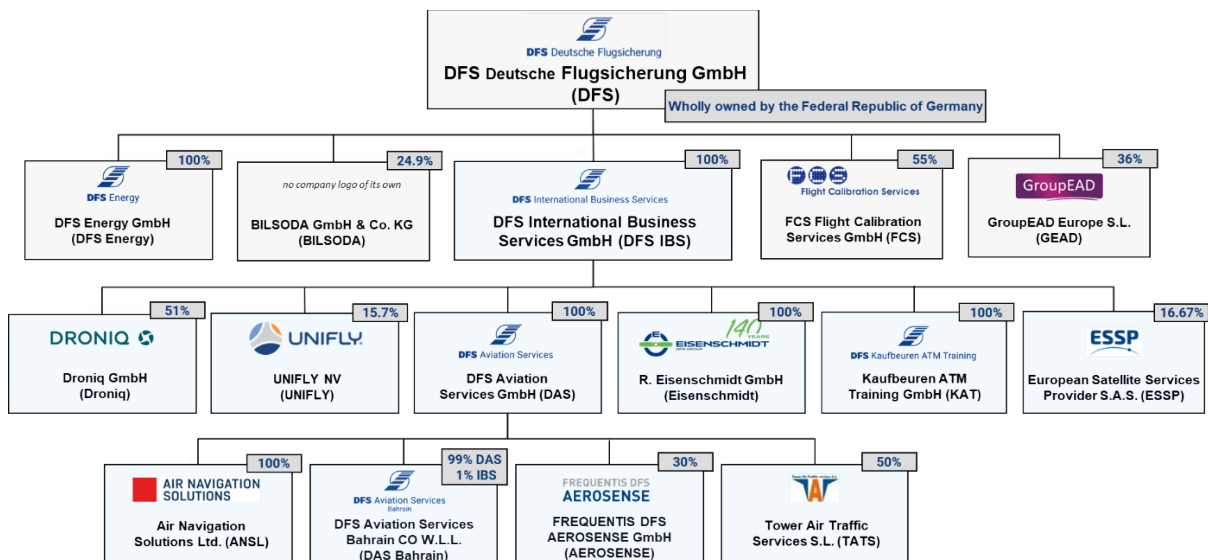 DFS Deutsche Flugsicherung
DFS Deutsche Flugsicherung GmbH
(DFS)
Wholly owned by the Federal Republic of Germany
100%
DFS Energy
DFS Energy GmbH
(DFS Energy)
24.9%
no company logo of its own
BILSODA GmbH & Co. KG
(BILSODA)
100%
DFS International Business Services
DFS International Business
Services GmbH (DFS IBS)
55%
FCS
Flight Calibration Services
FCS Flight Calibration
Services GmbH (FCS)
36%
GroupEAD
GroupEAD Europe S.L.
(GEAD)
51%
DRONIQ
Droniq GmbH
(Droniq)
15.7%
UNIFLY
UNIFLY NV
(UNIFLY)
100%
DFS Aviation Services
DFS Aviation
Services GmbH (DAS)
100%
140 YEARS
EISENSCHMIDT
DFS GROUP
R. Eisenschmidt GmbH
(Eisenschmidt)
100%
DFS Kaufbeuren ATM Training
Kaufbeuren ATM
Training GmbH (KAT)
16.67%
ESSP
European Satellite Services
Provider S.A.S. (ESSP)
100%
AIR NAVIGATION
SOLUTIONS
Air Navigation
Solutions Ltd. (ANSL)
99% DAS
1% IBS
DFS Aviation Services
Bahrain
DFS Aviation Services
Bahrain CO W.L.L.
(DAS Bahrain)
30%
FREQUENTIS DFS
AEROSENSE
FREQUENTIS DFS
AEROSENSE GmbH
(AEROSENSE)
50%
Tower Air Traffic
Services S.L. (TATS)